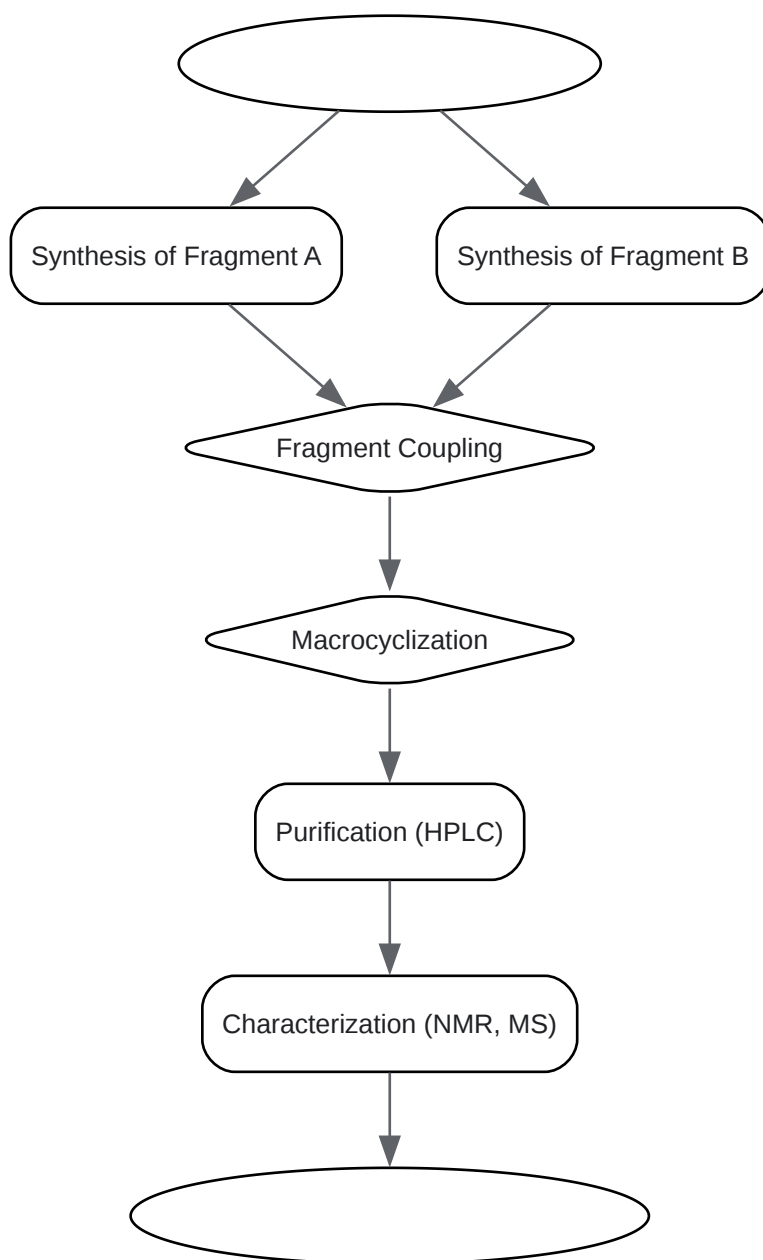 Synthesis of Fragment A
Synthesis of Fragment B
Fragment Coupling
Macrocyclization
Purification (HPLC)
Characterization (NMR, MS)